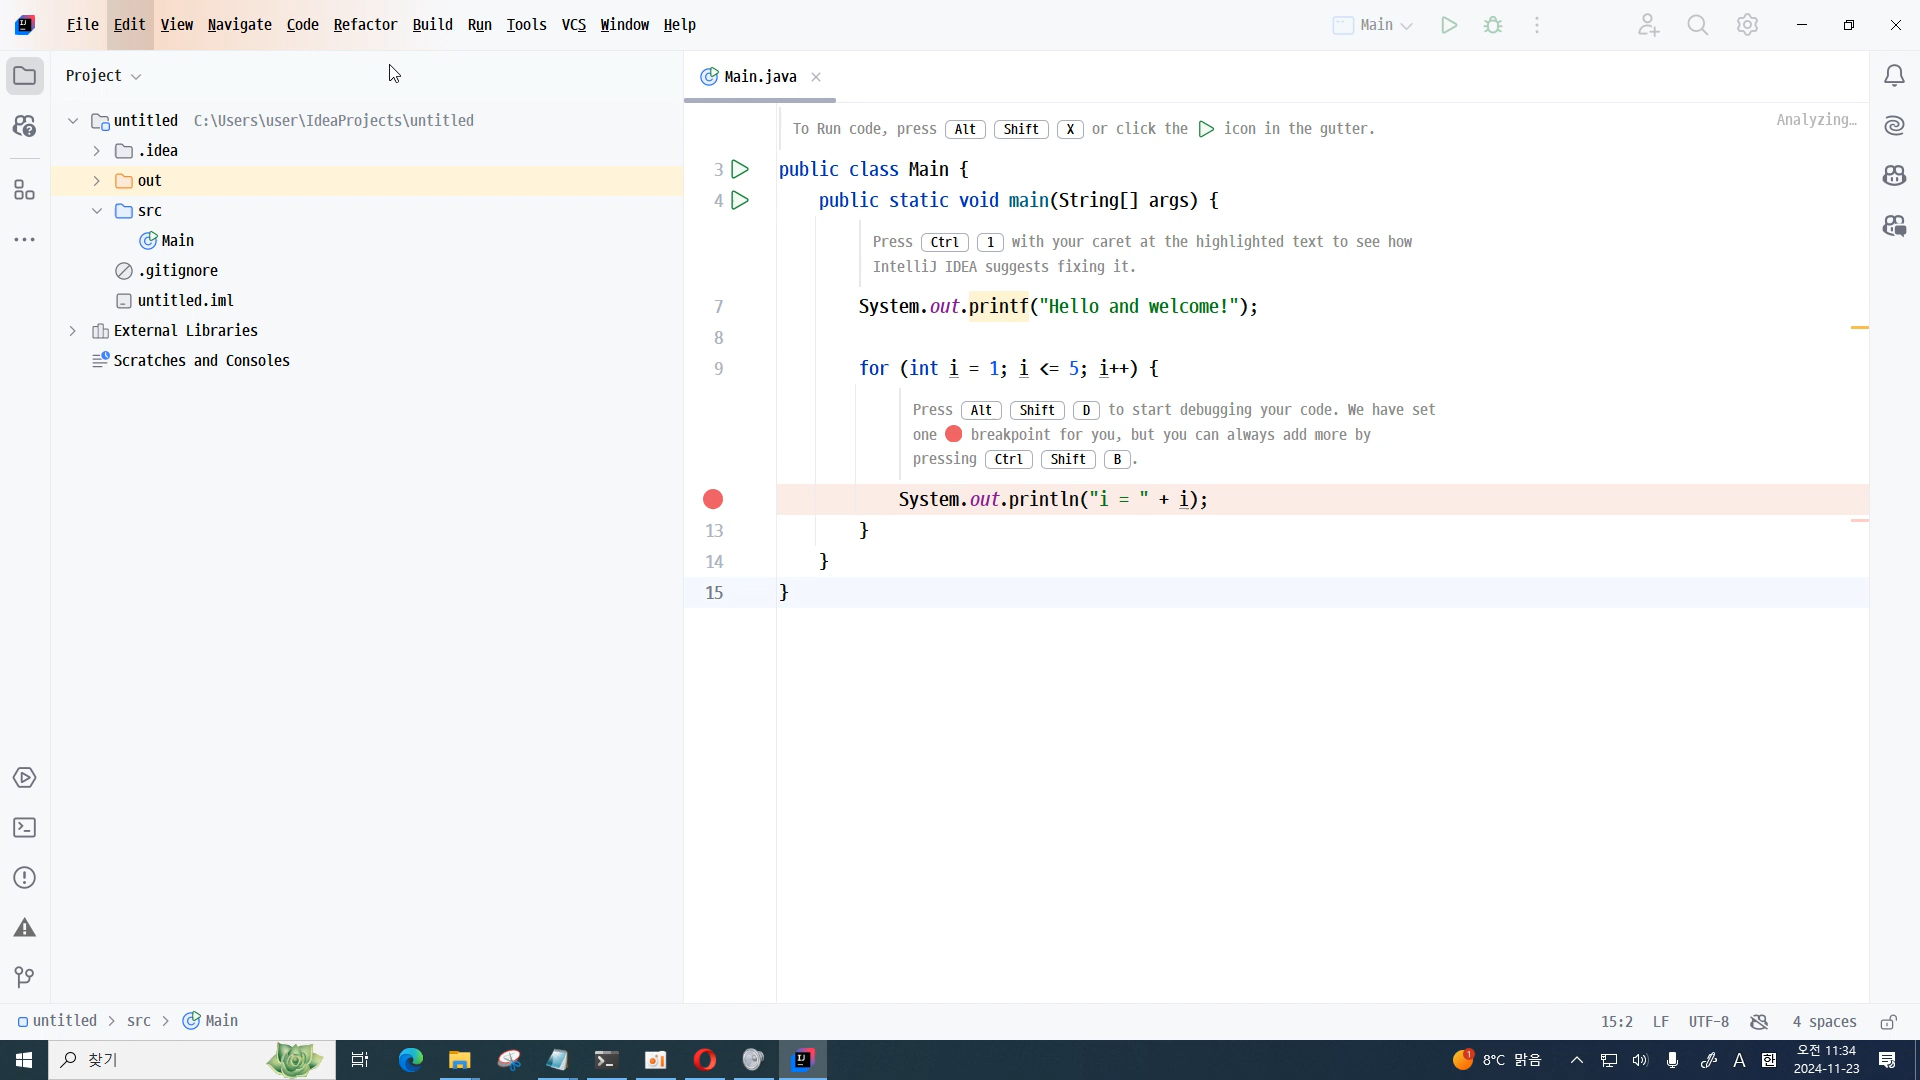 File Edit View Navigate Code Refactor Build Run Tools VCS Window Help Main
Project
Main.java
untitled C:\Users\user\IdeaProjects\untitled
.idea
out
src
Main
.gitignore
untitled.iml
External Libraries
Scratches and Consoles
To Run code, press Alt Shift X or click the icon in the gutter.
Analyzing…
3 public class Main {
4 public static void main(String[] args) {
Press Ctrl 1 with your caret at the highlighted text to see how
IntelliJ IDEA suggests fixing it.
7 System.out.printf("Hello and welcome!");
8
9 for (int i = 1; i <= 5; i++) {
Press Alt Shift D to start debugging your code. We have set
one breakpoint for you, but you can always add more by
pressing Ctrl Shift B.
System.out.println("i = " + i);
13 }
14 }
15 }
untitled > src > Main
15:2 LF UTF-8 4 spaces
찾기
1 8°C 맑음
A 한
오전 11:34
2024-11-23